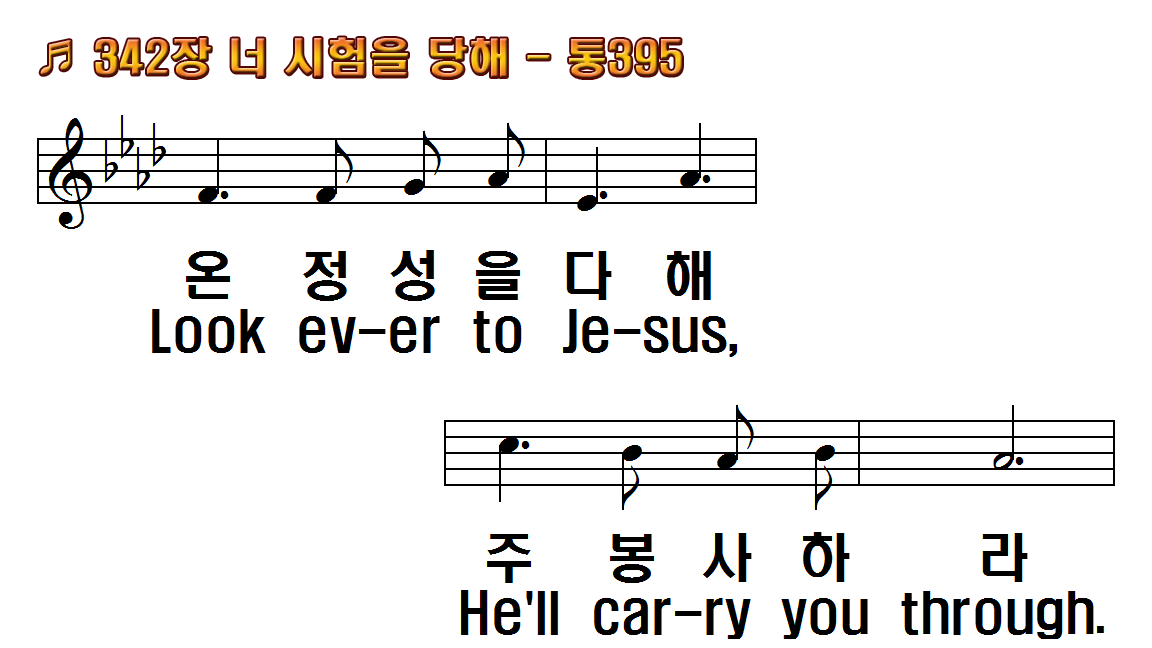 ♬ 342장 너 시험을 당해 - 통395
온 정 성 을 다 해
Look ev-er to Je-sus,
주 봉 사 하 라
He'll car-ry you through.